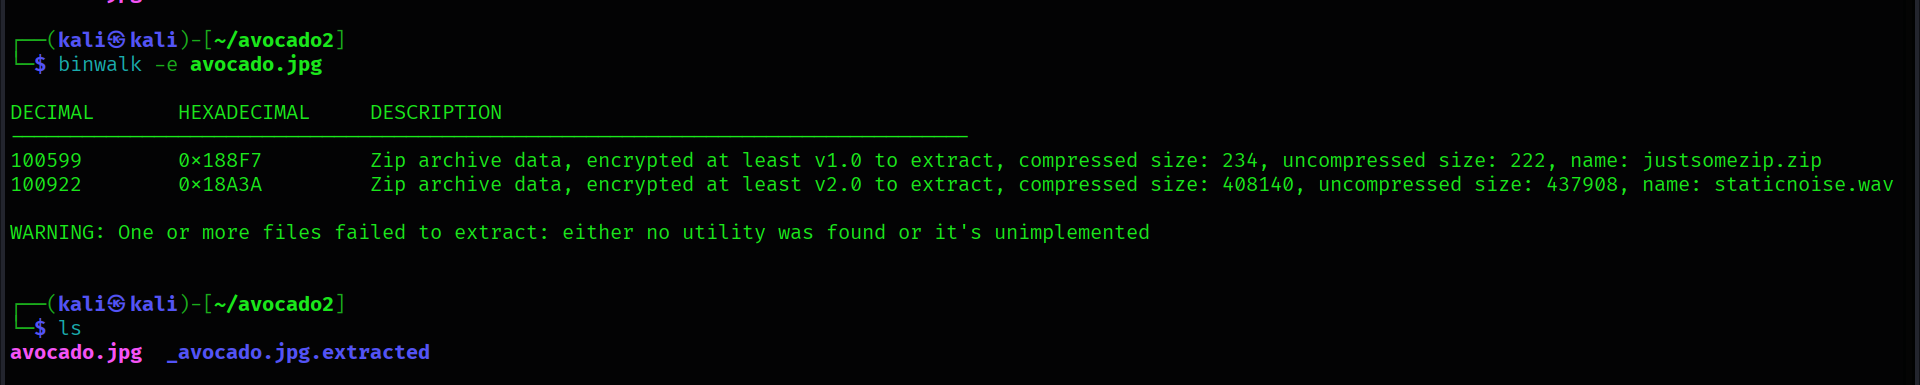 ┌──(kali㉿kali)-[~/avocado2]
└─$ binwalk -e avocado.jpg
DECIMAL       HEXADECIMAL     DESCRIPTION
--------------------------------------------------------------------------------
100599        0×188F7         Zip archive data, encrypted at least v1.0 to extract, compressed size: 234, uncompressed size: 222, name: justsomezip.zip
100922        0×18A3A         Zip archive data, encrypted at least v2.0 to extract, compressed size: 408140, uncompressed size: 437908, name: staticnoise.wav
WARNING: One or more files failed to extract: either no utility was found or it's unimplemented
┌──(kali㉿kali)-[~/avocado2]
└─$ ls
avocado.jpg  _avocado.jpg.extracted